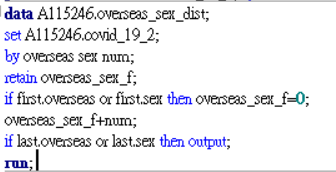 data A115246.overseas_sex_dist;
set A115246.covid_19_2;
by overseas sex num;
retain overseas_sex_f;
if first.overseas or first.sex then overseas_sex_f=0;
overseas_sex_f+num;
if last.overseas or last.sex then output;
run;